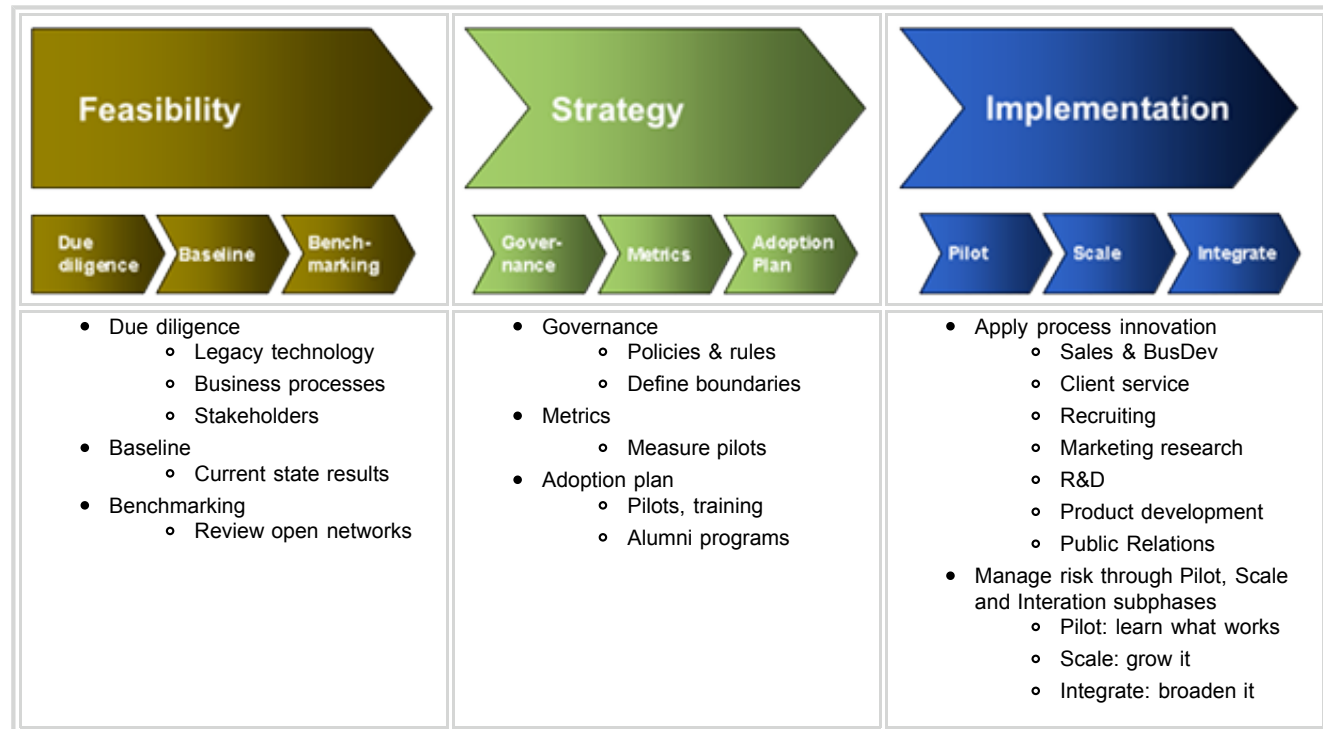 Feasibility
Due
diligence
Baseline
Bench-
marking
Strategy
Gover-
nance
Metrics
Adoption
Plan
Implementation
Pilot
Scale
Integrate
Due diligence
Legacy technology
Business processes
Stakeholders
Baseline
Current state results
Benchmarking
Review open networks
Governance
Policies & rules
Define boundaries
Metrics
Measure pilots
Adoption plan
Pilots, training
Alumni programs
Apply process innovation
Sales & BusDev
Client service
Recruiting
Marketing research
R&D
Product development
Public Relations
Manage risk through Pilot, Scale
and Interation subphases
Pilot: learn what works
Scale: grow it
Integrate: broaden it